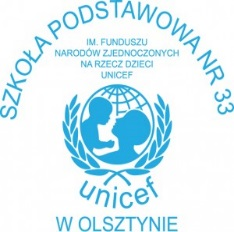 SZKOŁA PODSTAWOWA NR 33
IM. FUNDUSZU
NARODÓW ZJEDNOCZONYCH
NA RZECZ DZIECI
UNICEF
unicef
W OLSZTYNIE